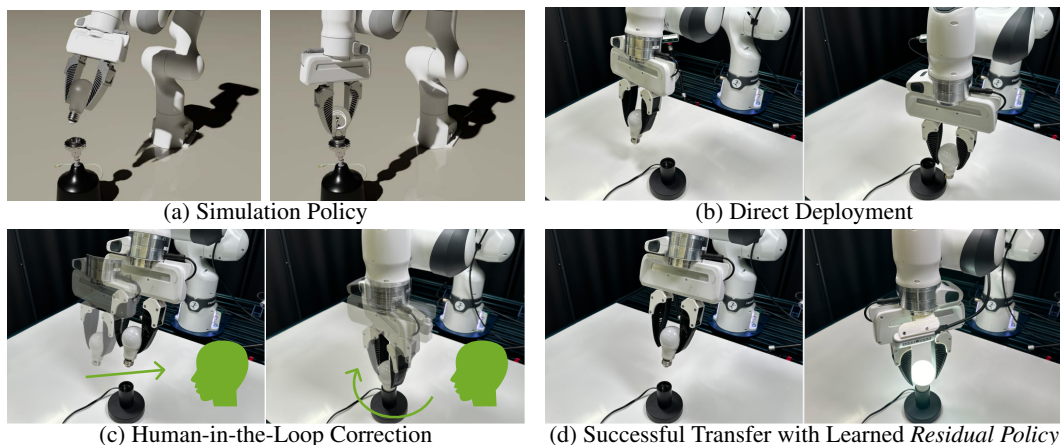 (a) Simulation Policy
(b) Direct Deployment
(c) Human-in-the-Loop Correction
(d) Successful Transfer with Learned Residual Policy